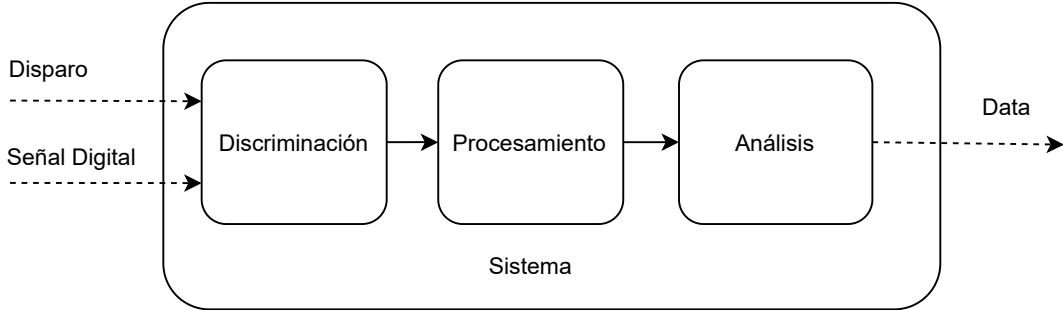 Disparo
Señal Digital
Discriminación
Procesamiento
Análisis
Data
Sistema